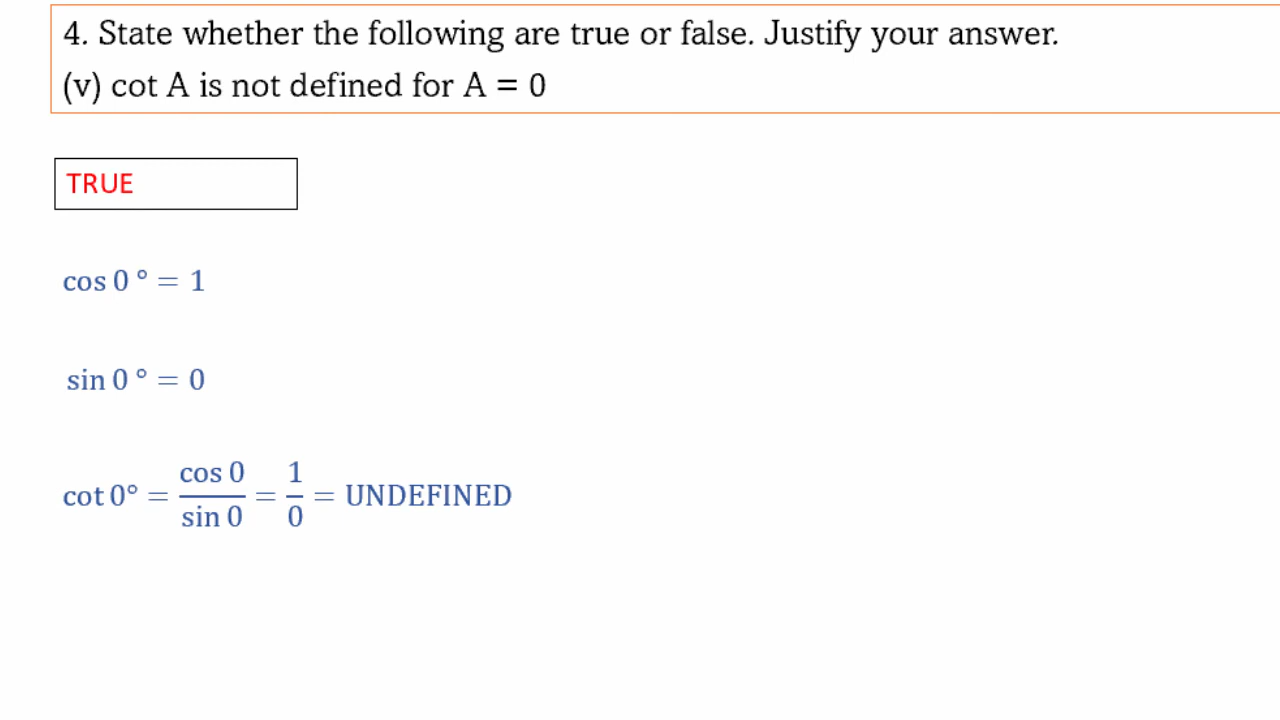 4. State whether the following are true or false. Justify your answer.
(v) cot A is not defined for A = 0
TRUE
cos 0 ° = 1
sin 0 ° = 0
cot 0° = cos 0 / sin 0 = 1 / 0 = UNDEFINED